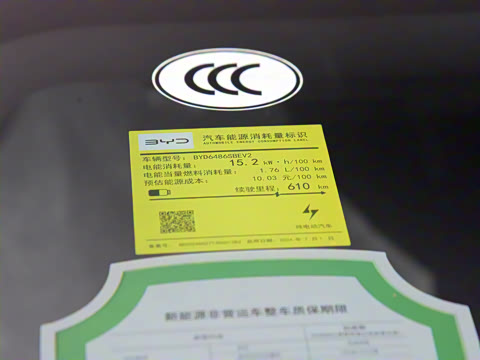 CCC
BYD
汽车能源消耗量标识
AUTOMOBILE ENERGY CONSUMPTION LABEL
车辆型号: BYD6486SBEV2
电能消耗量: 15.2 kW·h/100 km
电能当量燃料消耗量: 1.76 L/100 km
预估能源成本: 10.03 元/100 km
续驶里程: 610 km
纯电动汽车
新能源非营运车整车质保期限